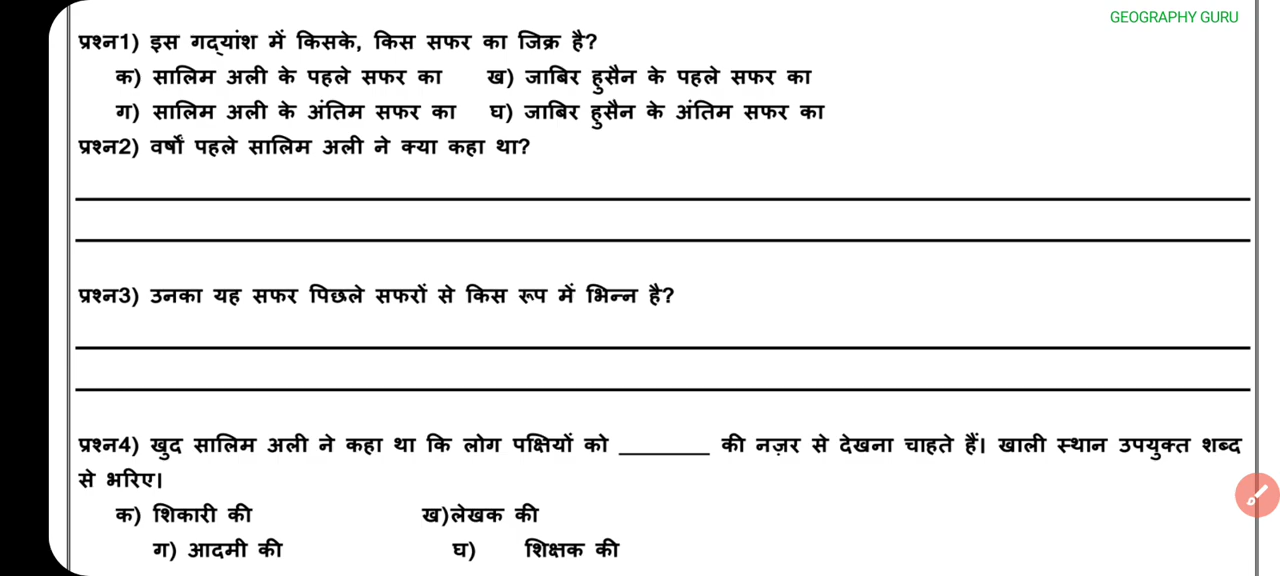 GEOGRAPHY GURU
प्रश्न1) इस गद्यांश में किसके, किस सफर का जिक्र है?
क) सालिम अली के पहले सफर का ख) जाबिर हुसैन के पहले सफर का
ग) सालिम अली के अंतिम सफर का घ) जाबिर हुसैन के अंतिम सफर का
प्रश्न2) वर्षों पहले सालिम अली ने क्या कहा था?
प्रश्न3) उनका यह सफर पिछले सफरों से किस रूप में भिन्न है?
प्रश्न4) खुद सालिम अली ने कहा था कि लोग पक्षियों को ________ की नज़र से देखना चाहते हैं। खाली स्थान उपयुक्त शब्द
से भरिए।
क) शिकारी की ख)लेखक की
ग) आदमी की घ) शिक्षक की